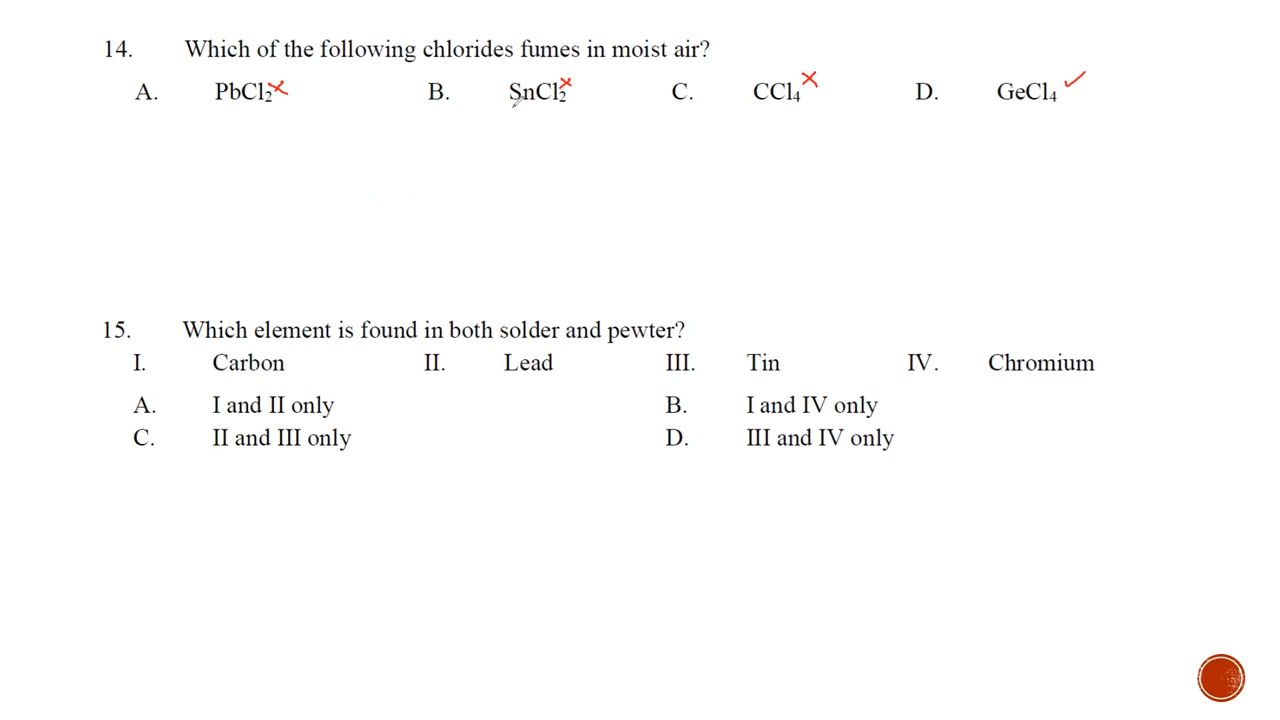 14. Which of the following chlorides fumes in moist air?
A. PbCl₂ ✗ B. SnCl₂ ✗ C. CCl₄ ✗ D. GeCl₄ ✓
15. Which element is found in both solder and pewter?
I. Carbon II. Lead III. Tin IV. Chromium
A. I and II only B. I and IV only
C. II and III only D. III and IV only